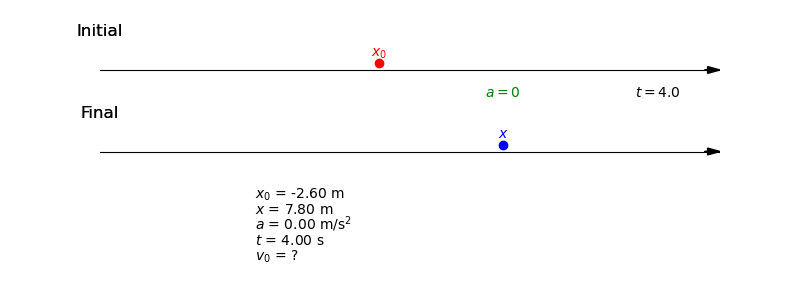 Initial
x₀
a = 0
t = 4.0
Final
x
x₀ = -2.60 m
x = 7.80 m
a = 0.00 m/s²
t = 4.00 s
v₀ = ?